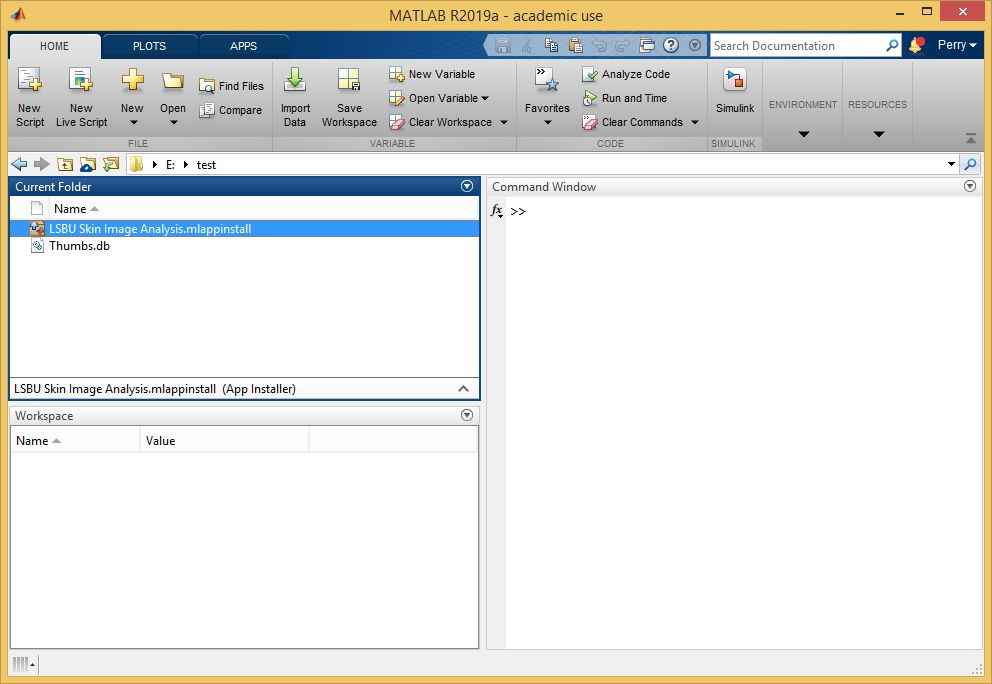 MATLAB R2019a - academic use
HOME PLOTS APPS
Search Documentation
Perry
New Script
New Live Script
New
Open
Find Files
Compare
FILE
Import Data
Save Workspace
New Variable
Open Variable
Clear Workspace
VARIABLE
Favorites
Analyze Code
Run and Time
Clear Commands
CODE
Simulink
SIMULINK
ENVIRONMENT
RESOURCES
E: test
Current Folder
Name
LSBU Skin Image Analysis.mlappinstall
Thumbs.db
LSBU Skin Image Analysis.mlappinstall (App Installer)
Workspace
Name Value
Command Window
fx >>